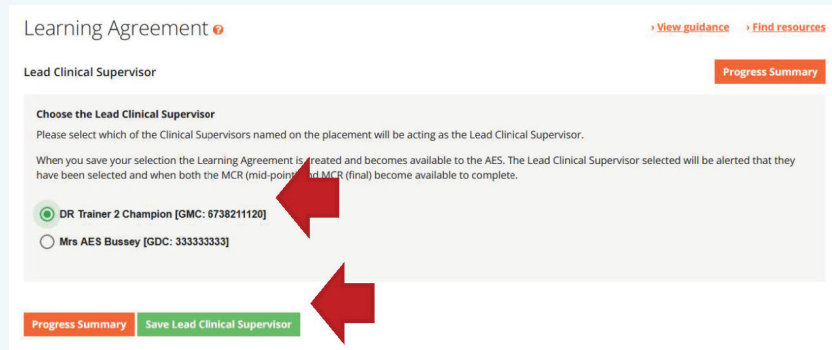 Learning Agreement ?
› View guidance › Find resources
Lead Clinical Supervisor
Progress Summary
Choose the Lead Clinical Supervisor
Please select which of the Clinical Supervisors named on the placement will be acting as the Lead Clinical Supervisor.
When you save your selection the Learning Agreement is created and becomes available to the AES. The Lead Clinical Supervisor selected will be alerted that they
have been selected and when both the MCR (mid-point) and MCR (final) become available to complete.
DR Trainer 2 Champion [GMC: 6738211120]
Mrs AES Bussey [GDC: 333333333]
Progress Summary Save Lead Clinical Supervisor